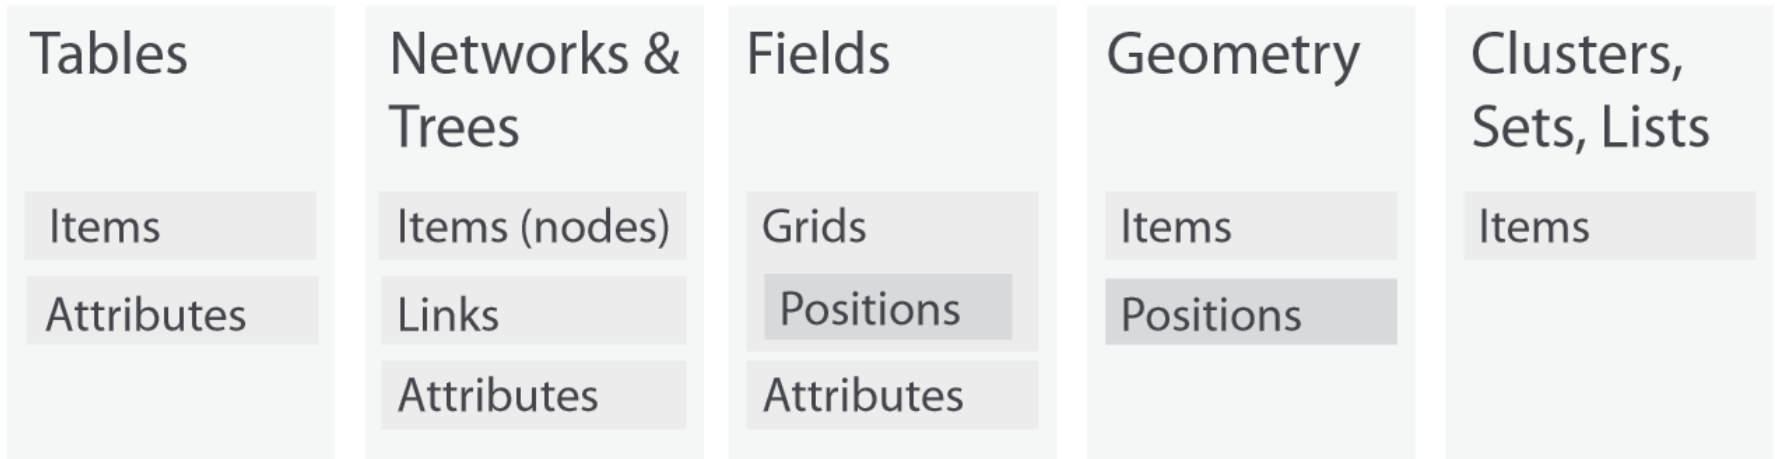 Tables
Items
Attributes
Networks &
Trees
Items (nodes)
Links
Attributes
Fields
Grids
Positions
Attributes
Geometry
Items
Positions
Clusters,
Sets, Lists
Items